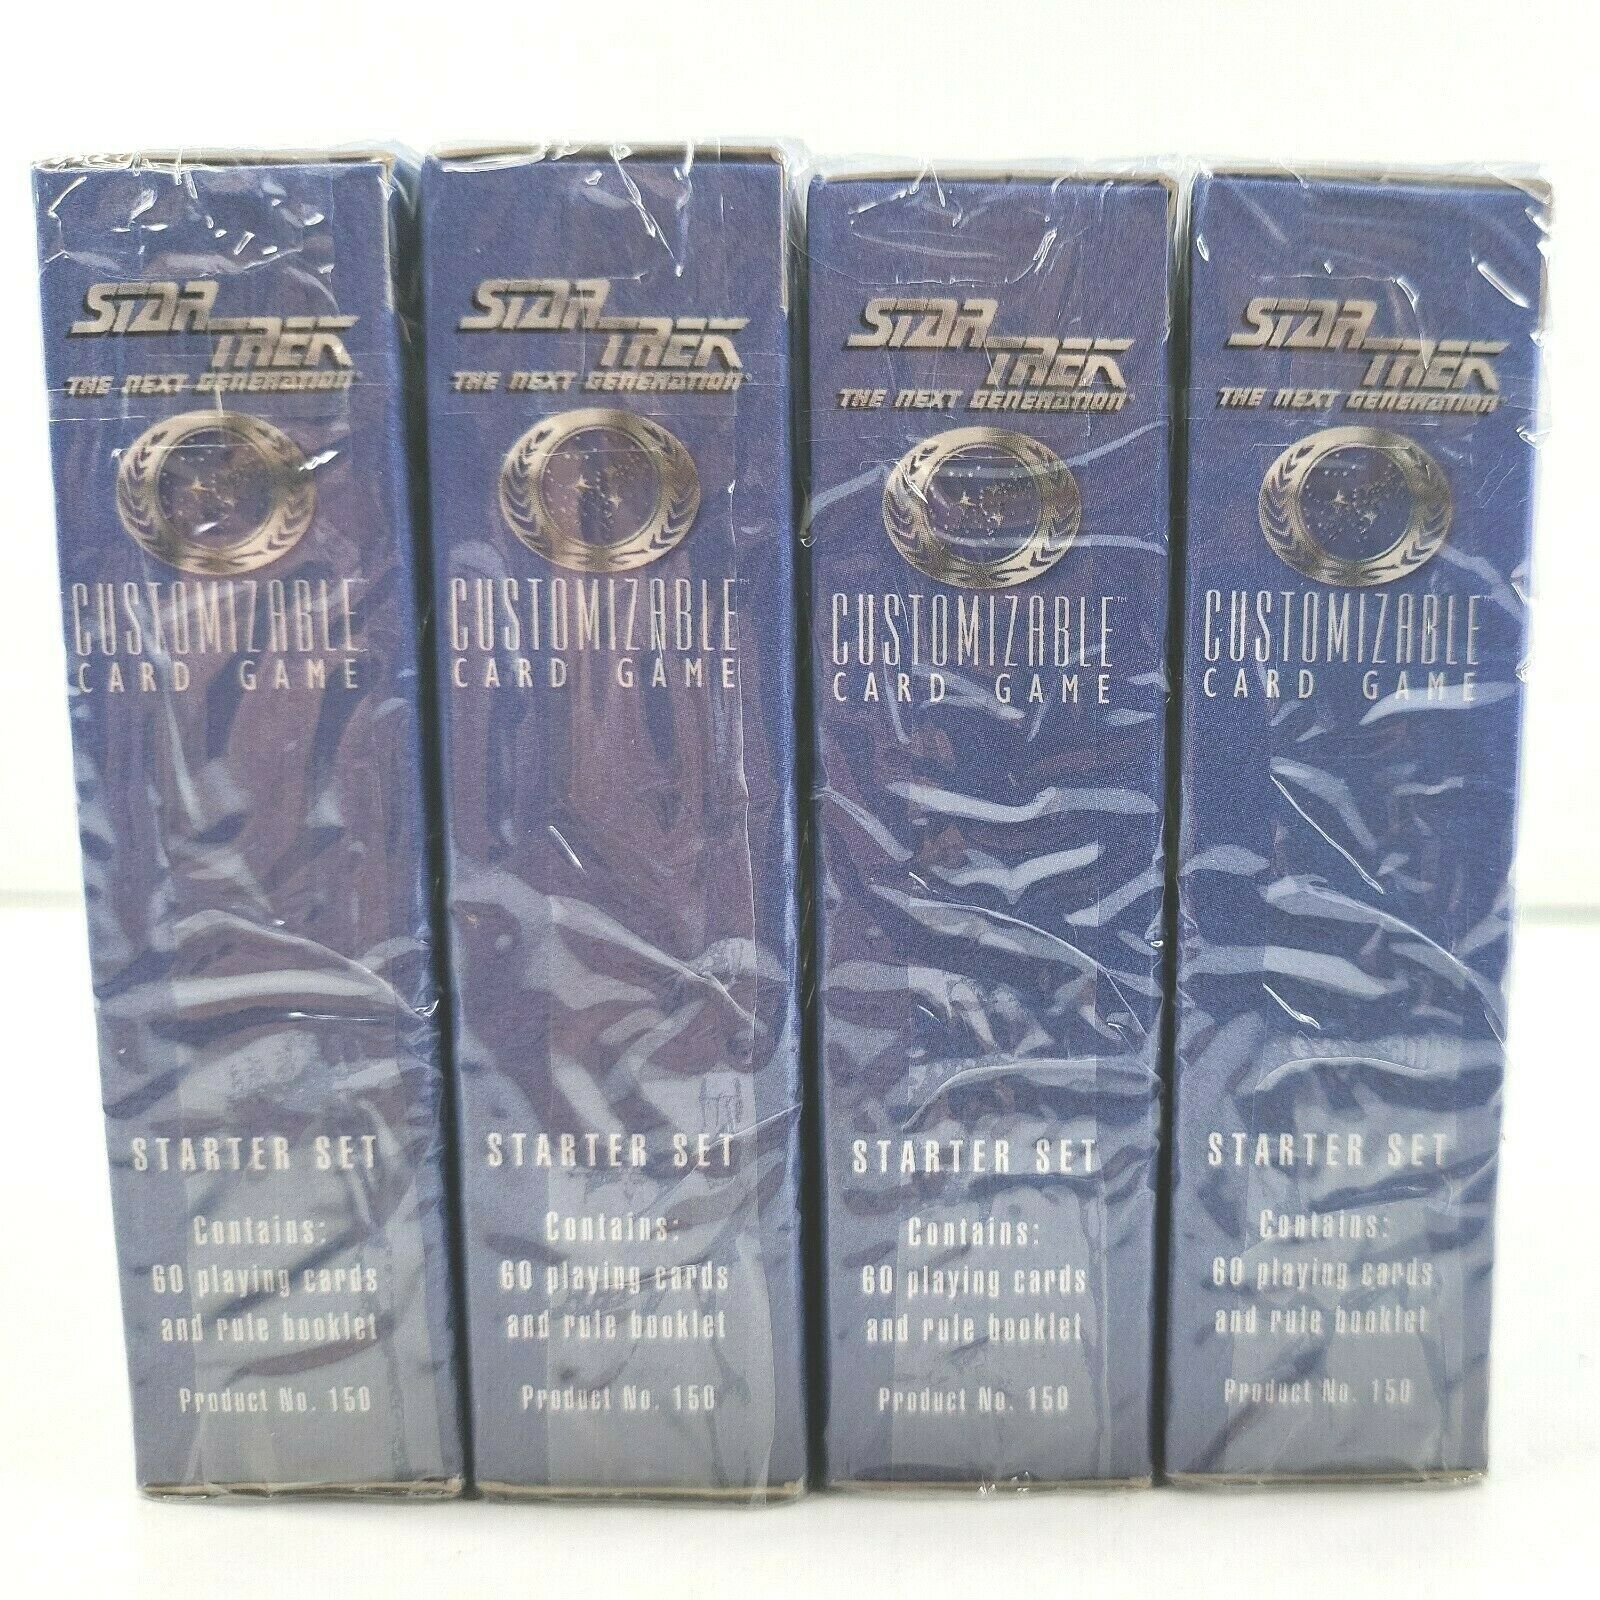 STAR
TREK
THE NEXT GENERATION
CUSTOMIZABLE™
CARD GAME
STARTER SET
Contains:
60 playing cards
and rule booklet
Product No. 150
STAR
TREK
THE NEXT GENERATION
CUSTOMIZABLE™
CARD GAME
STARTER SET
Contains:
60 playing cards
and rule booklet
Product No. 150
STAR
TREK
THE NEXT GENERATION
CUSTOMIZABLE™
CARD GAME
STARTER SET
Contains:
60 playing cards
and rule booklet
Product No. 150
STAR
TREK
THE NEXT GENERATION
CUSTOMIZABLE™
CARD GAME
STARTER SET
Contains:
60 playing cards
and rule booklet
Product No. 150